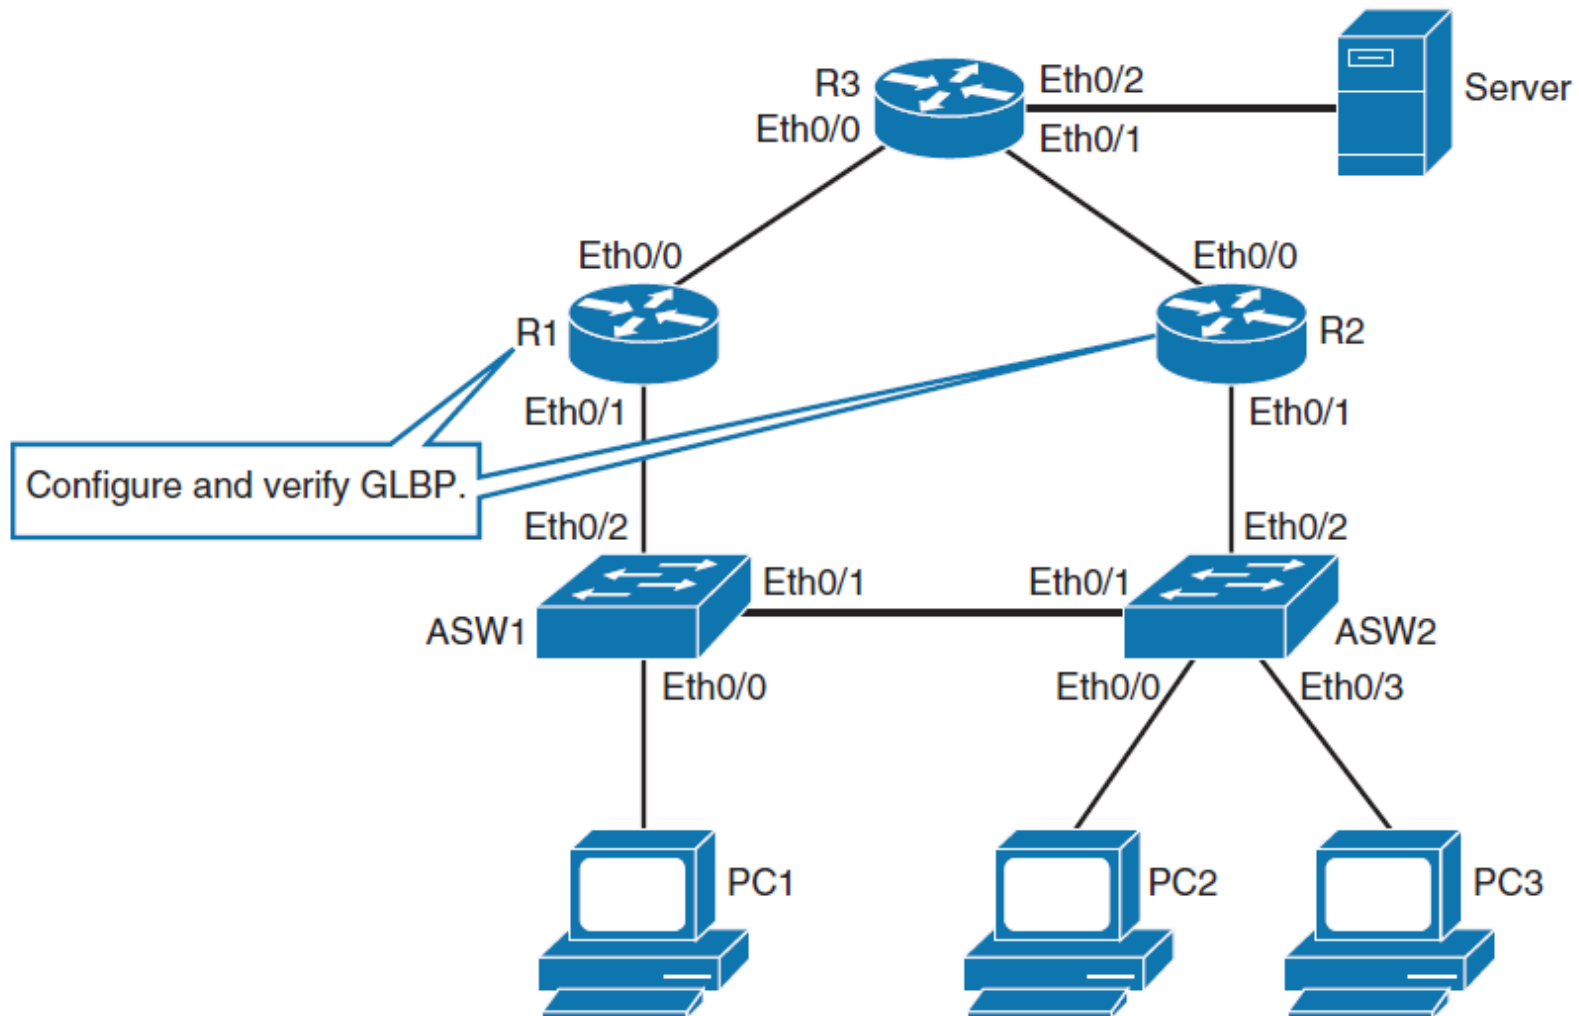 R3
Eth0/2
Server
Eth0/0
Eth0/1
Eth0/0
Eth0/0
R1
R2
Eth0/1
Eth0/1
Configure and verify GLBP.
Eth0/2
Eth0/2
Eth0/1
Eth0/1
ASW1
ASW2
Eth0/0
Eth0/0
Eth0/3
PC1
PC2
PC3